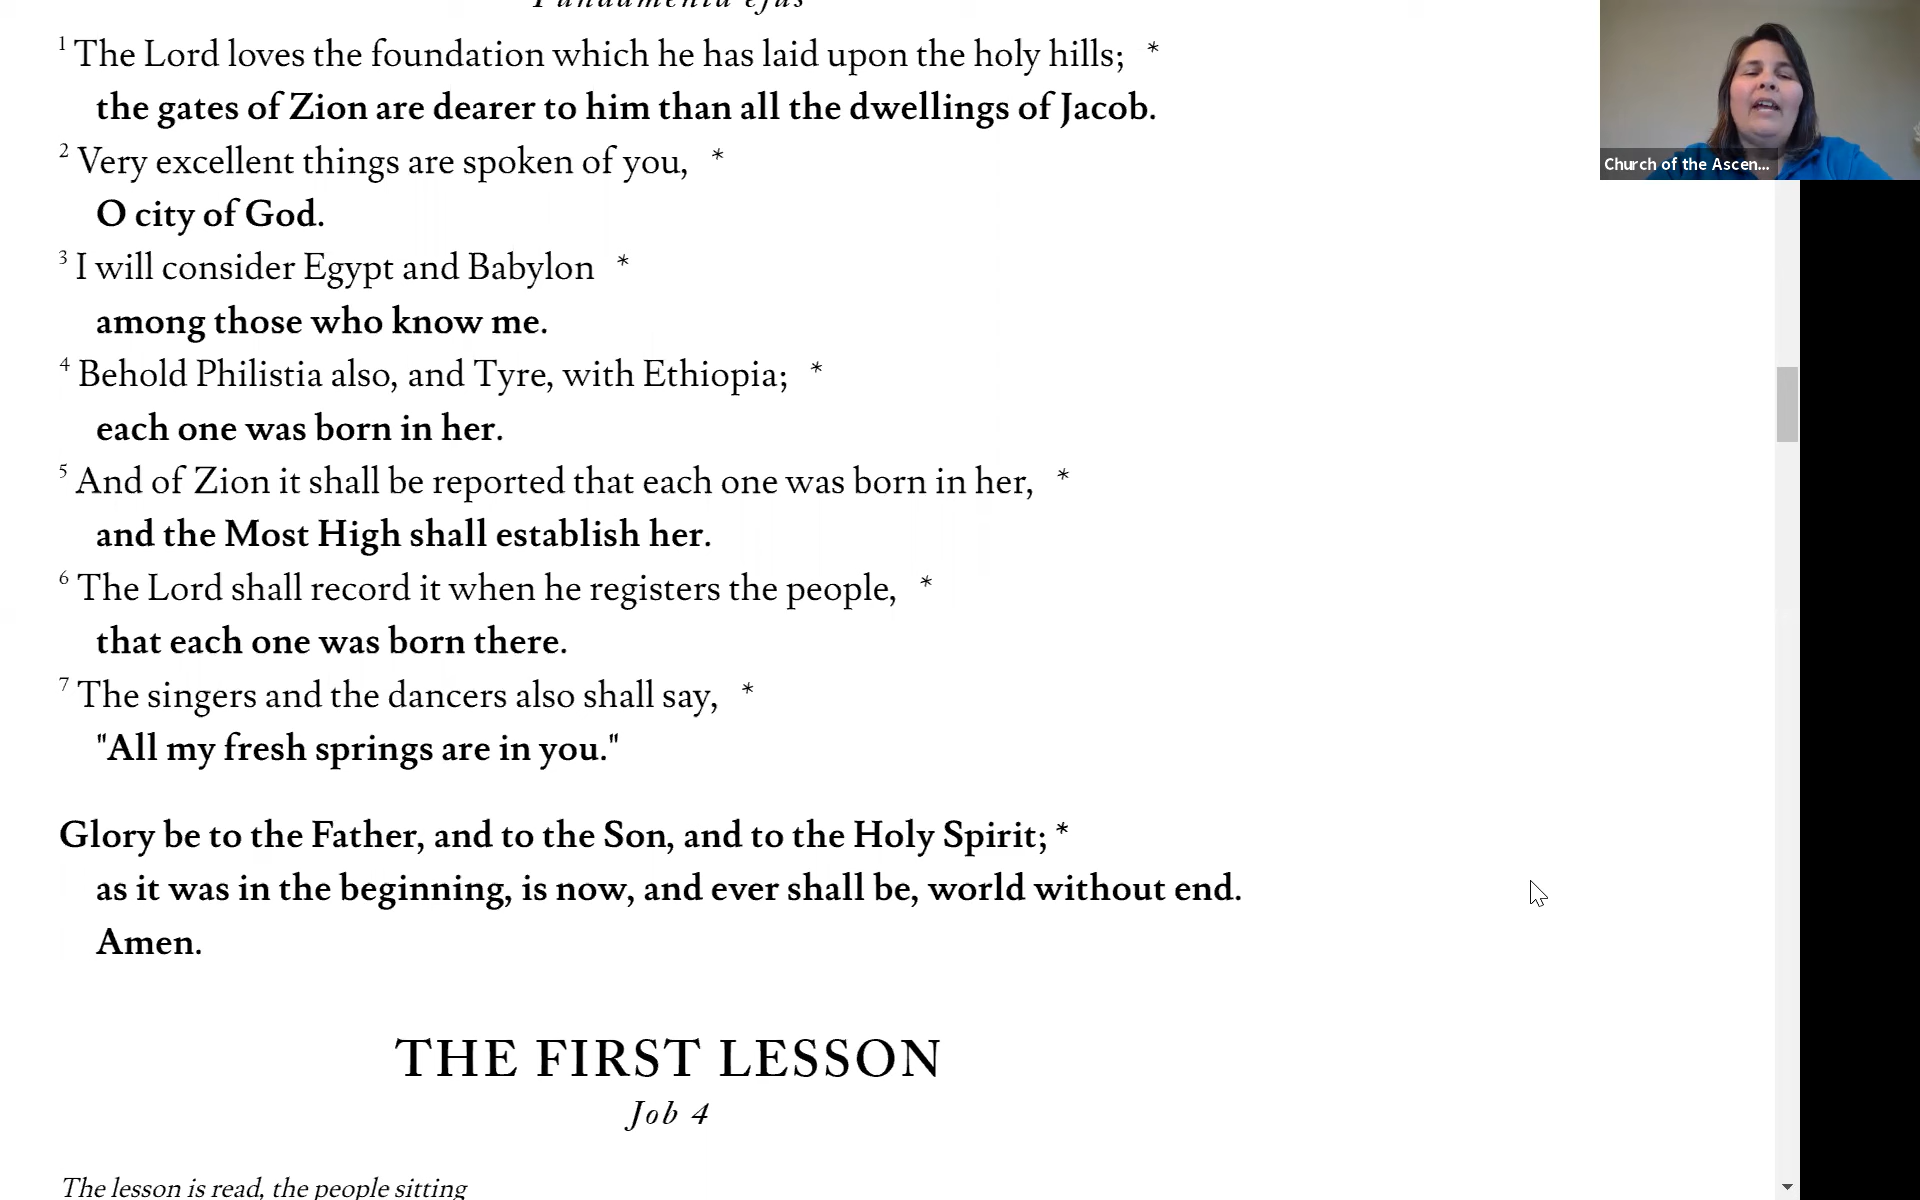 Fundamenta ejus
1 The Lord loves the foundation which he has laid upon the holy hills; *
the gates of Zion are dearer to him than all the dwellings of Jacob.
2 Very excellent things are spoken of you, *
O city of God.
3 I will consider Egypt and Babylon *
among those who know me.
4 Behold Philistia also, and Tyre, with Ethiopia; *
each one was born in her.
5 And of Zion it shall be reported that each one was born in her, *
and the Most High shall establish her.
6 The Lord shall record it when he registers the people, *
that each one was born there.
7 The singers and the dancers also shall say, *
"All my fresh springs are in you."
Glory be to the Father, and to the Son, and to the Holy Spirit; *
as it was in the beginning, is now, and ever shall be, world without end.
Amen.
THE FIRST LESSON
Job 4
The lesson is read, the people sitting
Church of the Ascen...